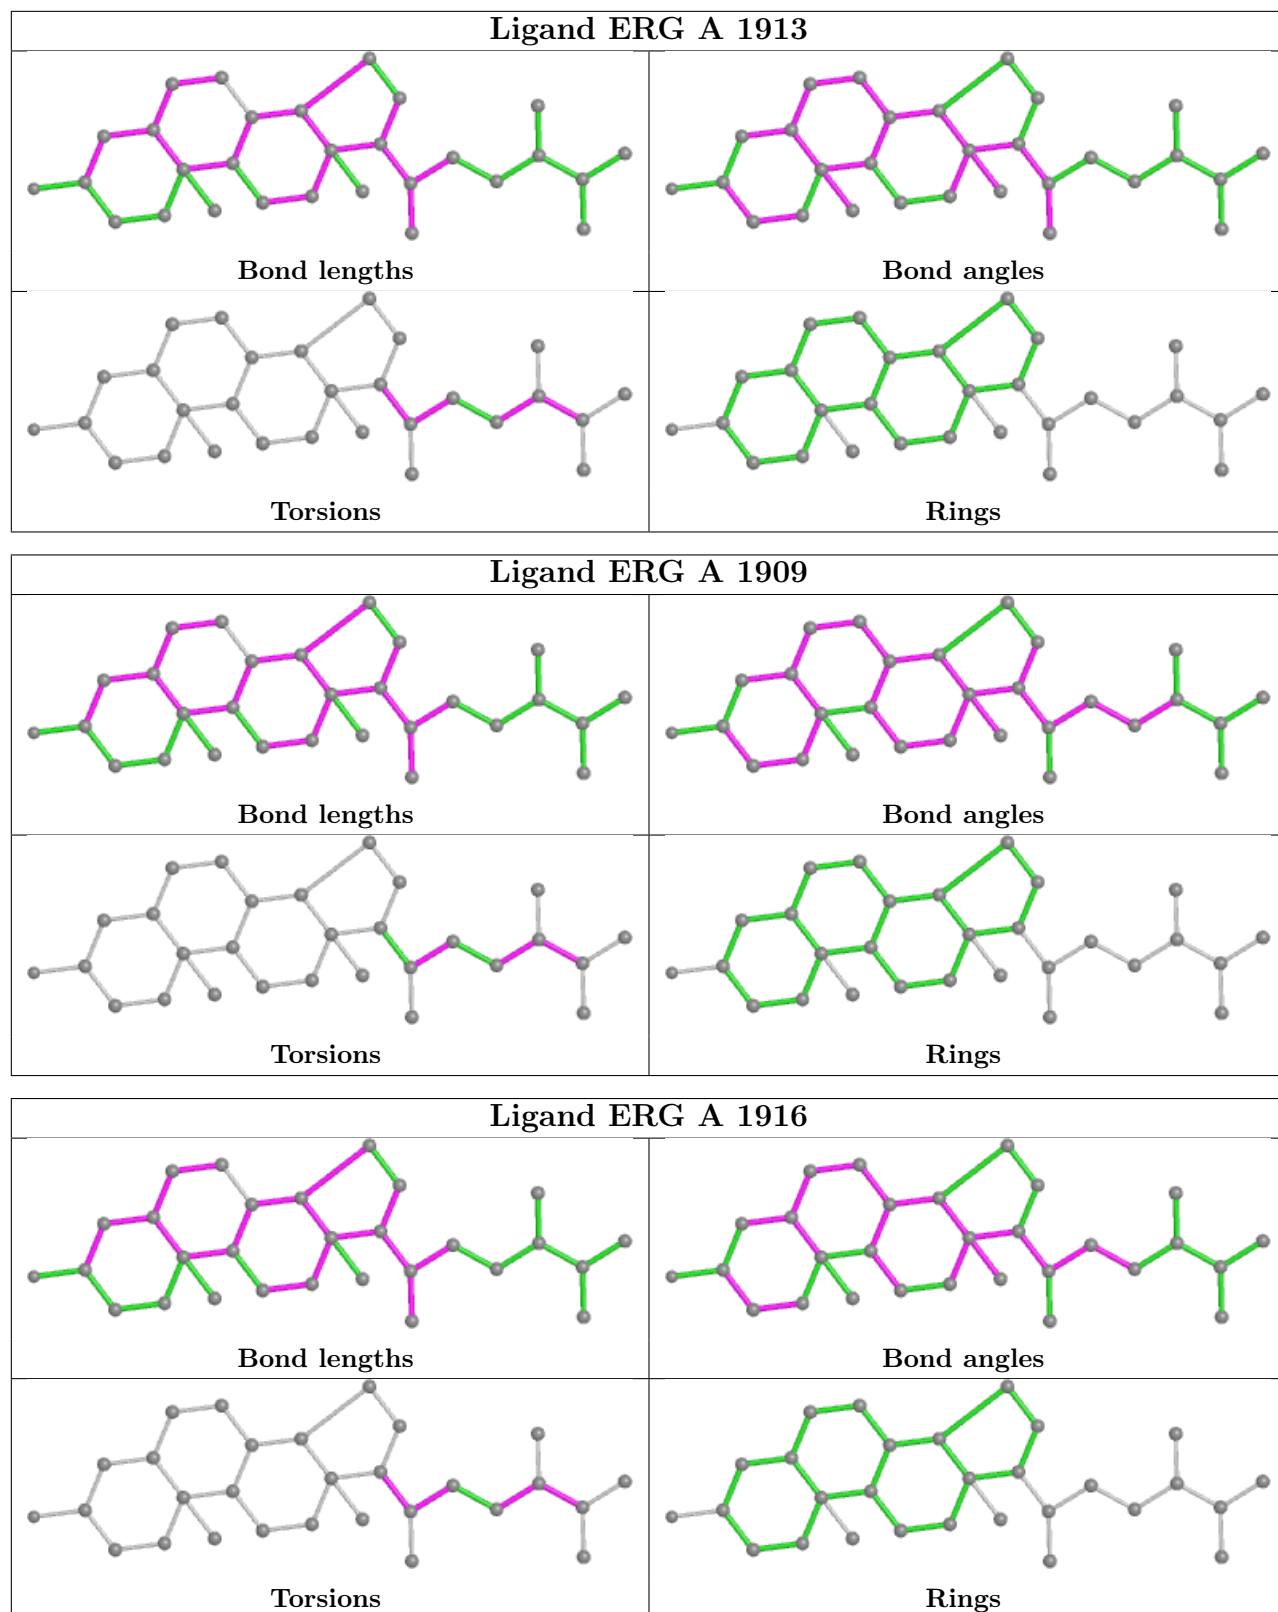 Ligand ERG A 1913
Bond lengths
Bond angles
Torsions
Rings
Ligand ERG A 1909
Bond lengths
Bond angles
Torsions
Rings
Ligand ERG A 1916
Bond lengths
Bond angles
Torsions
Rings